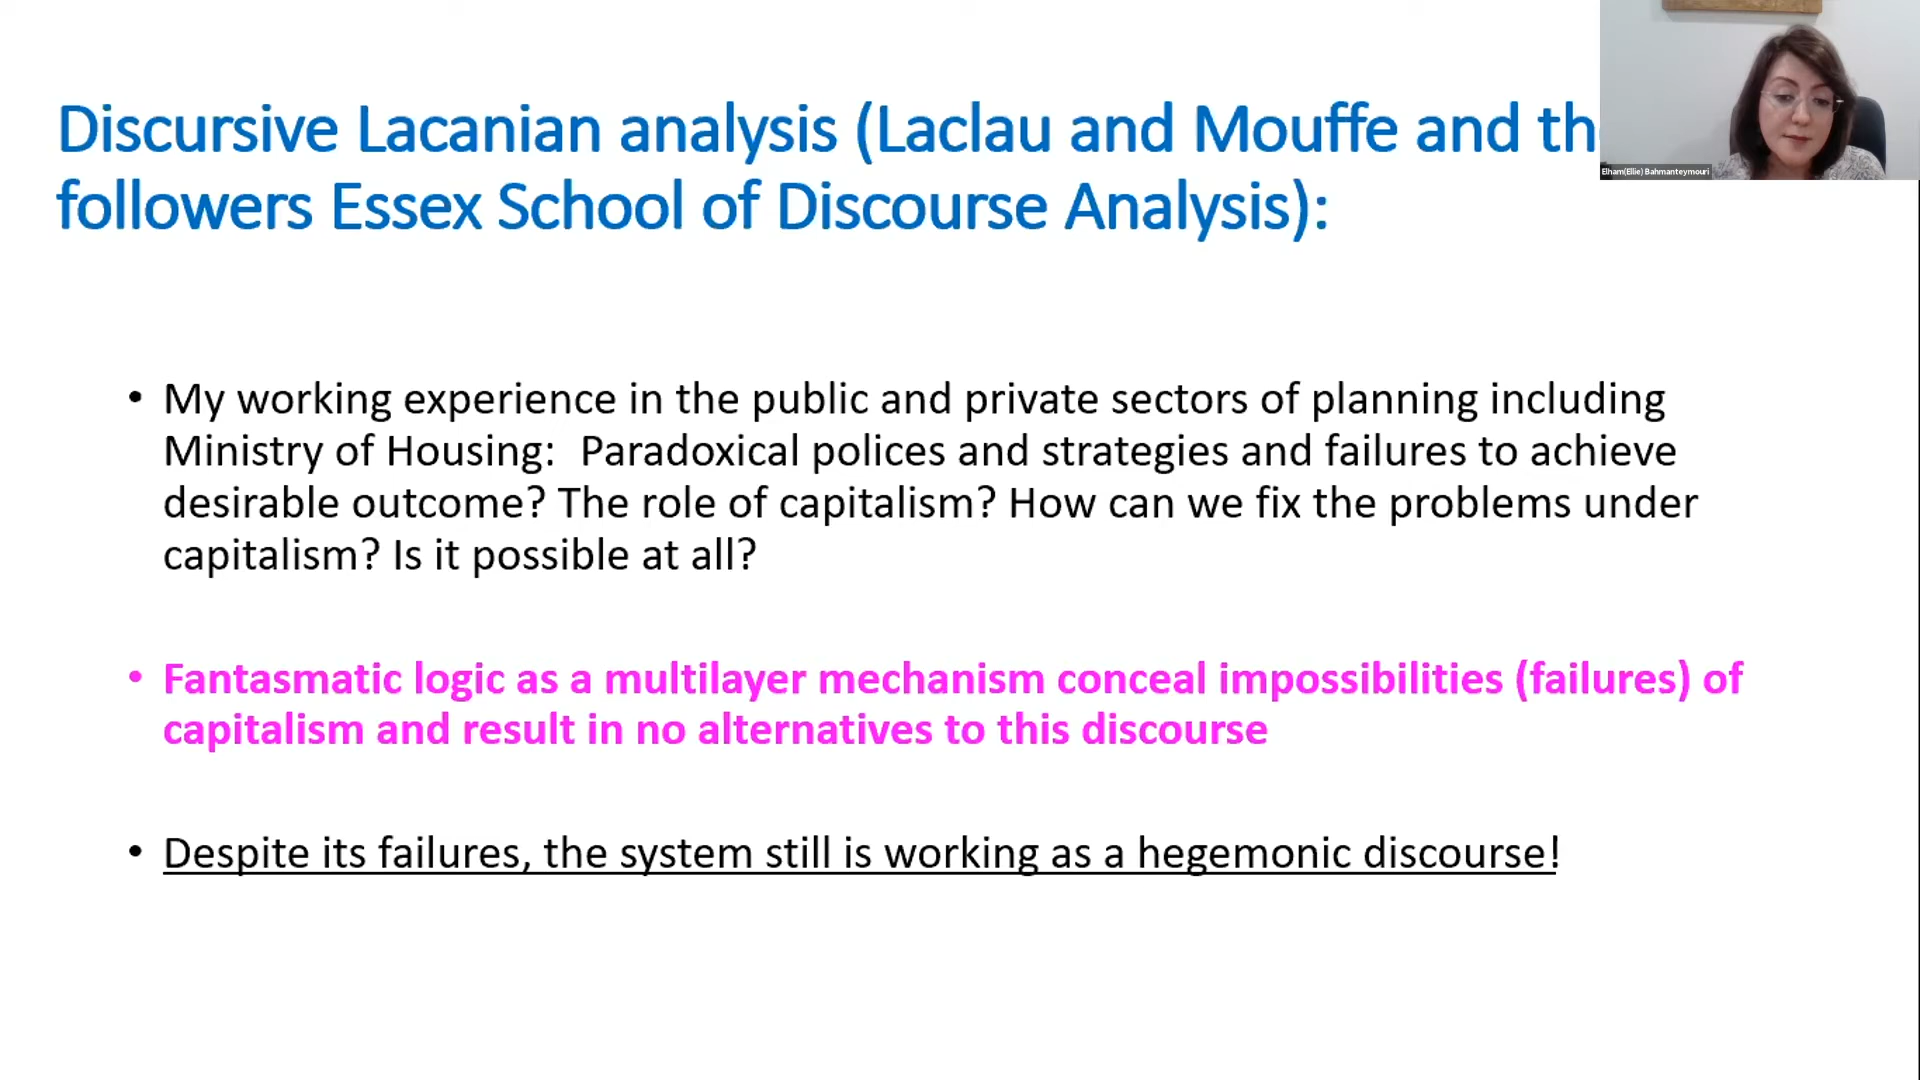 Discursive Lacanian analysis (Laclau and Mouffe and th
followers Essex School of Discourse Analysis):
Elham(Ellie) Bahmanteymouri
• My working experience in the public and private sectors of planning including
Ministry of Housing:  Paradoxical polices and strategies and failures to achieve
desirable outcome? The role of capitalism? How can we fix the problems under
capitalism? Is it possible at all?
• Fantasmatic logic as a multilayer mechanism conceal impossibilities (failures) of
capitalism and result in no alternatives to this discourse
• Despite its failures, the system still is working as a hegemonic discourse!